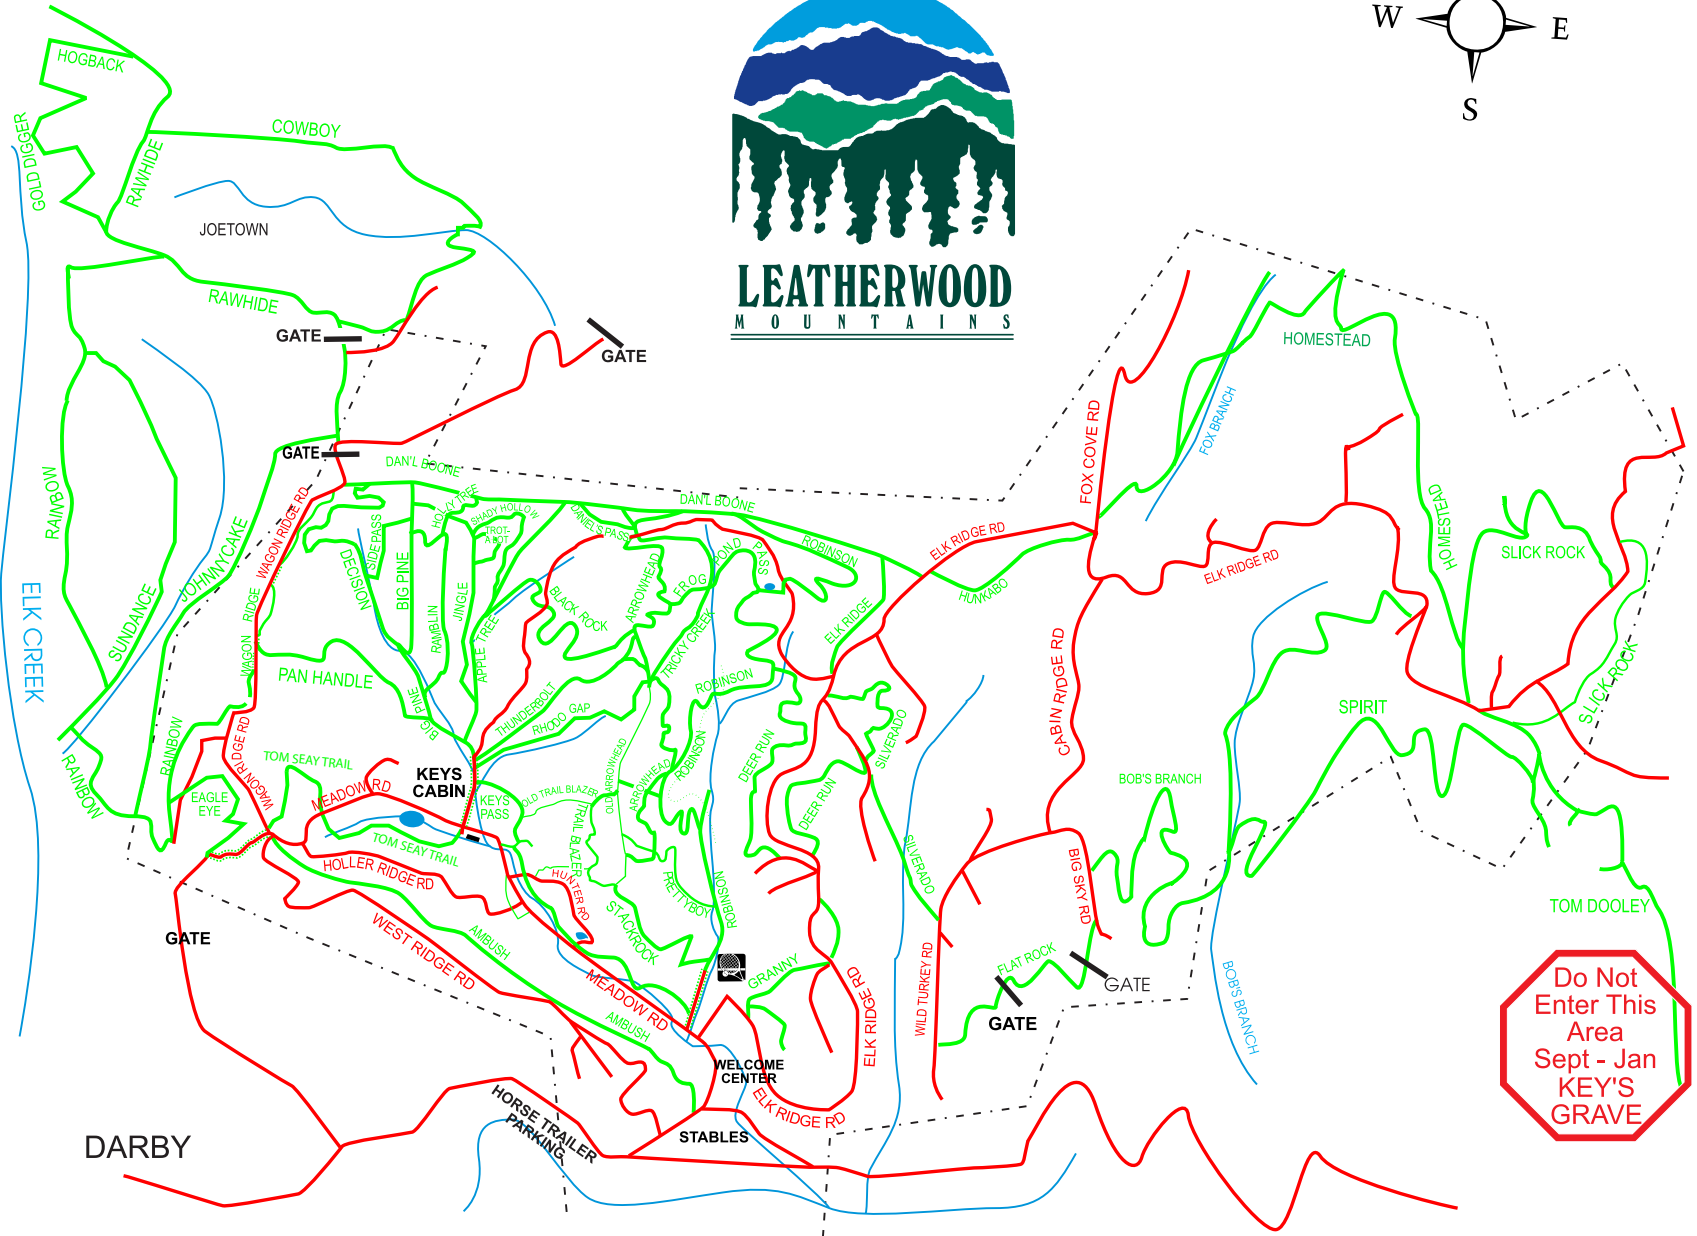 W
E
S
LEATHERWOOD
MOUNTAINS
HOGBACK
GOLD DIGGER
RAWHIDE
COWBOY
JOETOWN
RAWHIDE
GATE
GATE
GATE
RAINBOW
SUNDANCE
JOHNNYCAKE
ELK CREEK
RAINBOW
RAINBOW
WAGON RIDGE RD
WAGON RIDGE
WAGON RIDGE RD
DAN'L BOONE
DAN'L BOONE
HOLLY TREE
SHADY HOLLOW
TROT-
A LOT
DANIELS PASS
SIDE PASS
DECISION
BIG PINE
RAMBLIN
JINGLE
APPLE TREE
BLACK ROCK
ARROWHEAD
F.R.O.G.
POND
PASS
ROBINSON
TRICKY CREEK
ELK RIDGE
ELK RIDGE RD
HUNKABO
FOX COVE RD
FOX BRANCH
HOMESTEAD
HOMESTEAD
ELK RIDGE RD
SLICK ROCK
SLICK ROCK
SPIRIT
CABIN RIDGE RD
PAN HANDLE
BIG PINE
THUNDERBOLT
RHODO GAP
ROBINSON
ROBINSON
OLD ARROWHEAD
ARROWHEAD
DEER RUN
DEER RUN
SILVERADO
SILVERADO
TOM SEAY TRAIL
MEADOW RD
KEYS
CABIN
KEYS
PASS
OLD TRAIL BLAZER
TRAIL BLAZER
EAGLE
EYE
TOM SEAY TRAIL
HOLLER RIDGE RD
HUNTER RD
PRETTYBOY
ROBINSON
STACKROCK
WEST RIDGE RD
AMBUSH
AMBUSH
MEADOW RD
GRANNY
ELK RIDGE RD
ELK RIDGE RD
WILD TURKEY RD
BIG SKY RD
BOB'S BRANCH
BOB'S BRANCH
FLAT ROCK
GATE
GATE
GATE
TOM DOOLEY
WELCOME
CENTER
STABLES
HORSE TRAILER
PARKING
DARBY
Do Not
Enter This
Area
Sept - Jan
KEY'S
GRAVE